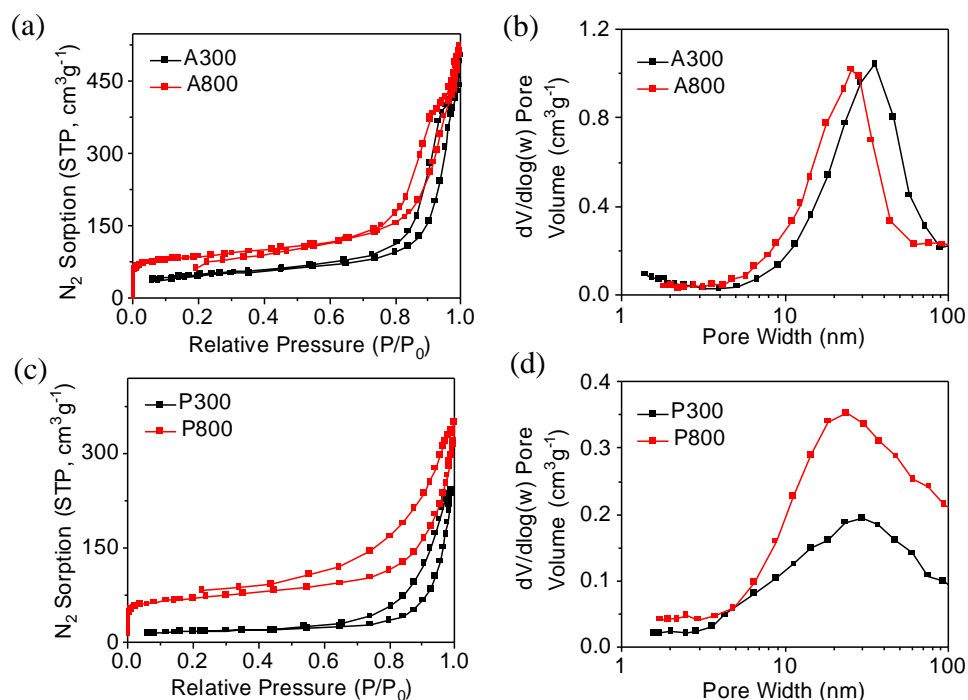 (a)
A300
A800
N₂ Sorption (STP, cm³g⁻¹)
450
300
150
0
0.0 0.2 0.4 0.6 0.8 1.0
Relative Pressure (P/P₀)
(b)
A300
A800
dV/dlog(w) Pore
Volume (cm³g⁻¹)
1.2
0.8
0.4
0.0
1 10 100
Pore Width (nm)
(c)
P300
P800
N₂ Sorption (STP, cm³g⁻¹)
300
150
0
0.0 0.2 0.4 0.6 0.8 1.0
Relative Pressure (P/P₀)
(d)
P300
P800
dV/dlog(w) Pore
Volume (cm³g⁻¹)
0.4
0.3
0.2
0.1
0.0
1 10 100
Pore Width (nm)